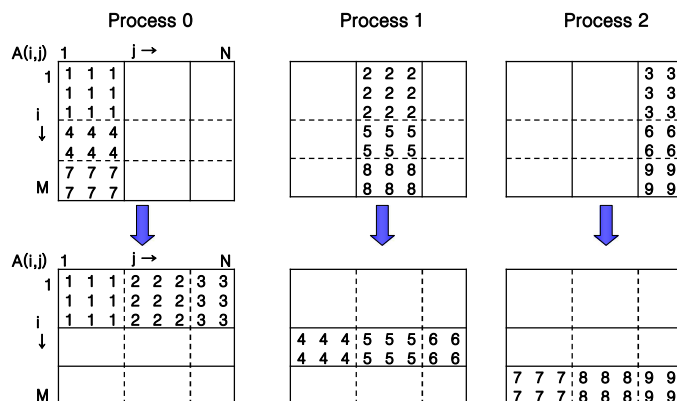 Process 0
Process 1
Process 2
A(i,j) 1 j → N
1
i
↓
M
1 1 1
1 1 1
1 1 1
4 4 4
4 4 4
7 7 7
7 7 7
2 2 2
2 2 2
2 2 2
5 5 5
5 5 5
8 8 8
8 8 8
3 3
3 3
3 3
6 6
6 6
9 9
9 9
A(i,j) 1 j → N
1
i
↓
M
1 1 1 2 2 2 3 3
1 1 1 2 2 2 3 3
1 1 1 2 2 2 3 3
4 4 4 5 5 5 6 6
4 4 4 5 5 5 6 6
7 7 7 8 8 8 9 9
7 7 7 8 8 8 9 9